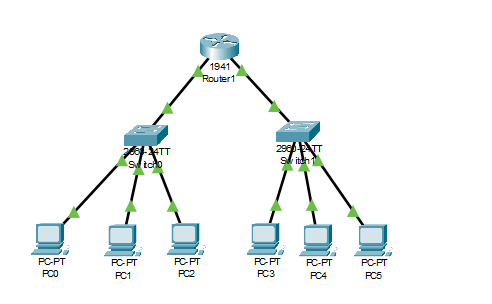 1941
Router1
2960-24TT
Switch0
2960-24TT
Switch1
PC-PT
PC0
PC-PT
PC1
PC-PT
PC2
PC-PT
PC3
PC-PT
PC4
PC-PT
PC5